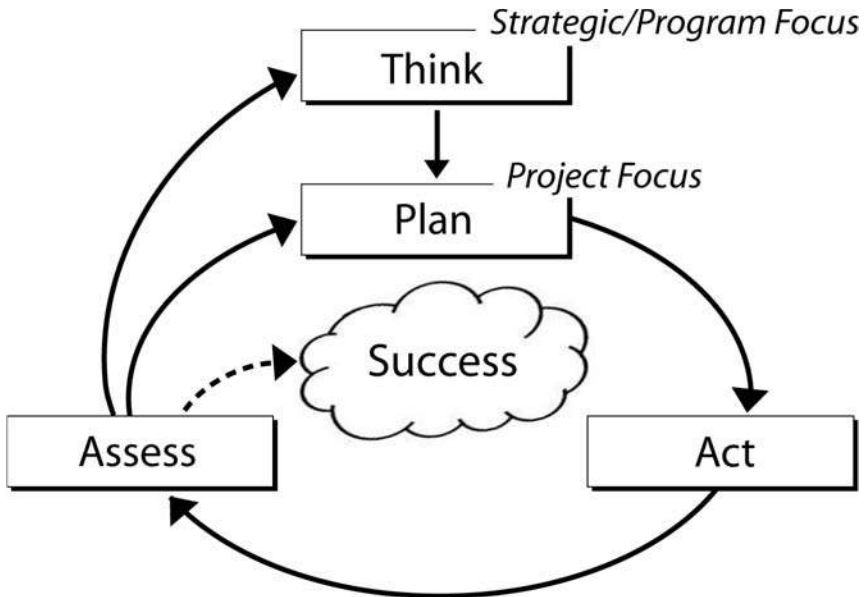 Strategic/Program Focus
Think
Project Focus
Plan
Success
Assess
Act